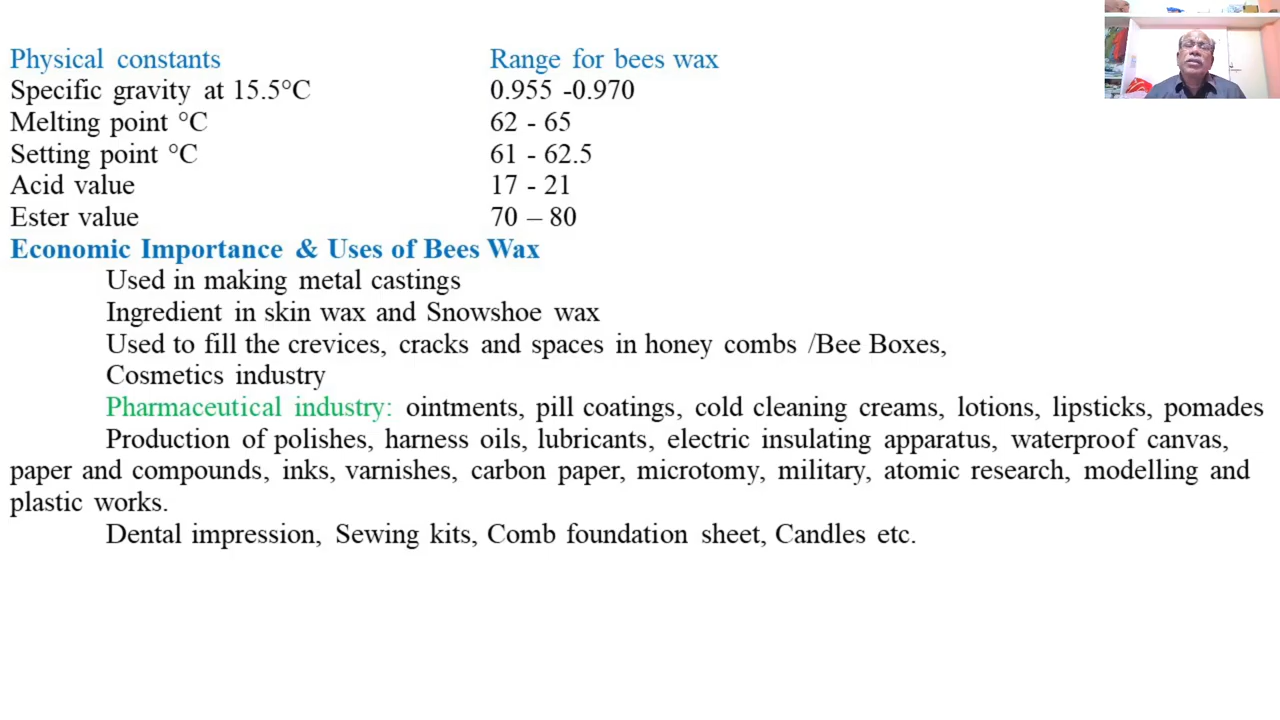 Physical constants Range for bees wax
Specific gravity at 15.5°C 0.955 -0.970
Melting point °C 62 - 65
Setting point °C 61 - 62.5
Acid value 17 - 21
Ester value 70 – 80
Economic Importance & Uses of Bees Wax
Used in making metal castings
Ingredient in skin wax and Snowshoe wax
Used to fill the crevices, cracks and spaces in honey combs /Bee Boxes,
Cosmetics industry
Pharmaceutical industry: ointments, pill coatings, cold cleaning creams, lotions, lipsticks, pomades
Production of polishes, harness oils, lubricants, electric insulating apparatus, waterproof canvas,
paper and compounds, inks, varnishes, carbon paper, microtomy, military, atomic research, modelling and
plastic works.
Dental impression, Sewing kits, Comb foundation sheet, Candles etc.